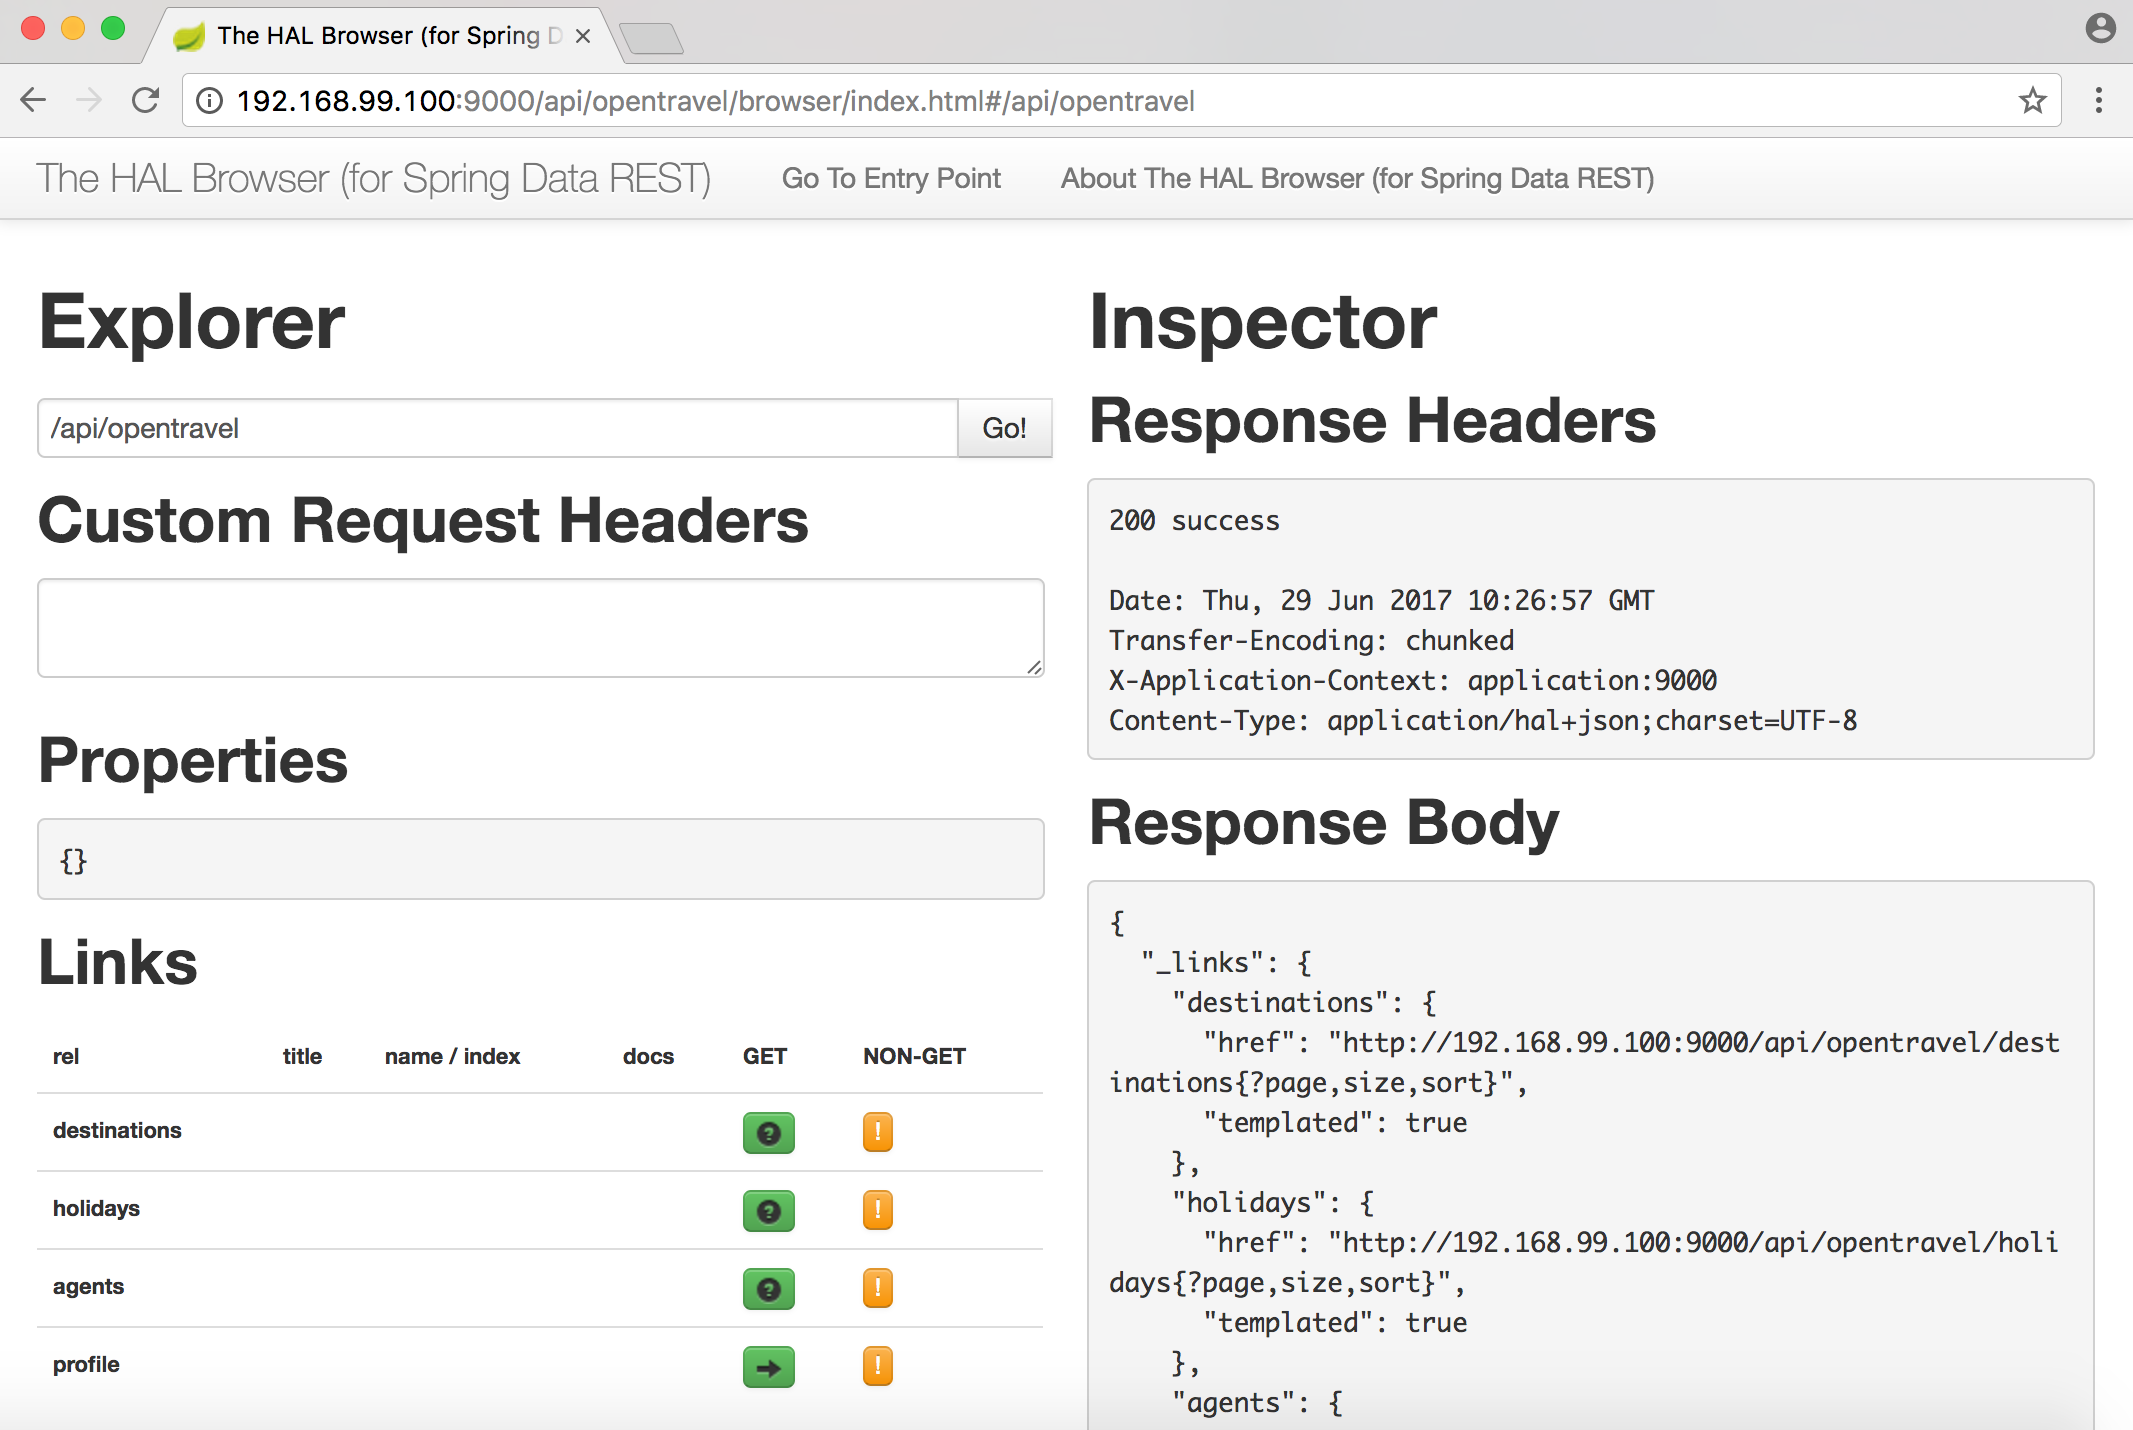 The HAL Browser (for Spring D
192.168.99.100:9000/api/opentravel/browser/index.html#/api/opentravel
The HAL Browser (for Spring Data REST) Go To Entry Point About The HAL Browser (for Spring Data REST)
Explorer
/api/opentravel Go!
Custom Request Headers
Properties
{}
Links
rel title name / index docs GET NON-GET
destinations ? !
holidays ? !
agents ? !
profile !
Inspector
Response Headers
200 success
Date: Thu, 29 Jun 2017 10:26:57 GMT
Transfer-Encoding: chunked
X-Application-Context: application:9000
Content-Type: application/hal+json;charset=UTF-8
Response Body
{
"_links": {
"destinations": {
"href": "http://192.168.99.100:9000/api/opentravel/dest
inations{?page,size,sort}",
"templated": true
},
"holidays": {
"href": "http://192.168.99.100:9000/api/opentravel/holi
days{?page,size,sort}",
"templated": true
},
"agents": {